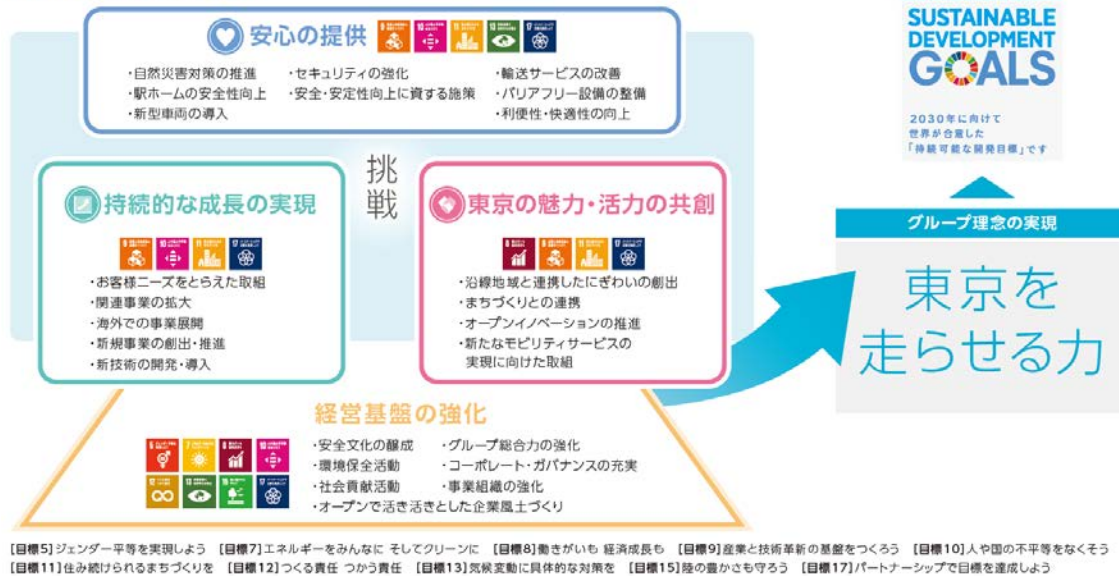 安心の提供
・自然災害対策の推進
・駅ホームの安全性向上
・新型車両の導入
・セキュリティの強化
・安全・安定性向上に資する施策
・輸送サービスの改善
・バリアフリー設備の整備
・利便性・快適性の向上
挑戦
持続的な成長の実現
・お客様ニーズをとらえた取組
・関連事業の拡大
・海外での事業展開
・新規事業の創出・推進
・新技術の開発・導入
東京の魅力・活力の共創
・沿線地域と連携したにぎわいの創出
・まちづくりとの連携
・オープンイノベーションの推進
・新たなモビリティサービスの
実現に向けた取組
経営基盤の強化
・安全文化の醸成
・環境保全活動
・社会貢献活動
・オープンで活き活きとした企業風土づくり
・グループ総合力の強化
・コーポレート・ガバナンスの充実
・事業組織の強化
SUSTAINABLE
DEVELOPMENT
GOALS
2030年に向けて
世界が合意した
「持続可能な開発目標」です
グループ理念の実現
東京を
走らせる力
[目標5]ジェンダー平等を実現しよう [目標7]エネルギーをみんなに そしてクリーンに [目標8]働きがいも 経済成長も [目標9]産業と技術革新の基盤をつくろう [目標10]人や国の不平等をなくそう
[目標11]住み続けられるまちづくりを [目標12]つくる責任 つかう責任 [目標13]気候変動に具体的な対策を [目標15]陸の豊かさも守ろう [目標17]パートナーシップで目標を達成しよう